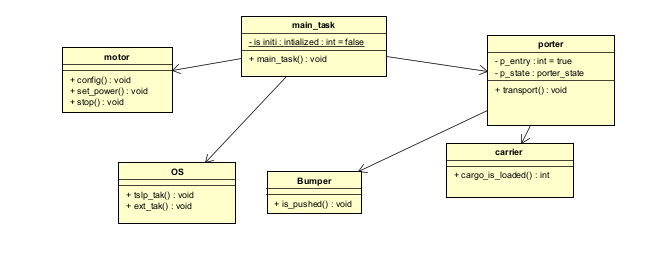 main_task
- is initi : intialized : int = false
+ main_task() : void
motor
+ config() : void
+ set_power() : void
+ stop() : void
porter
- p_entry : int = true
- p_state : porter_state
+ transport() : void
OS
+ tslp_tak() : void
+ ext_tak() : void
Bumper
+ is_pushed() : void
carrier
+ cargo_is_loaded() : int